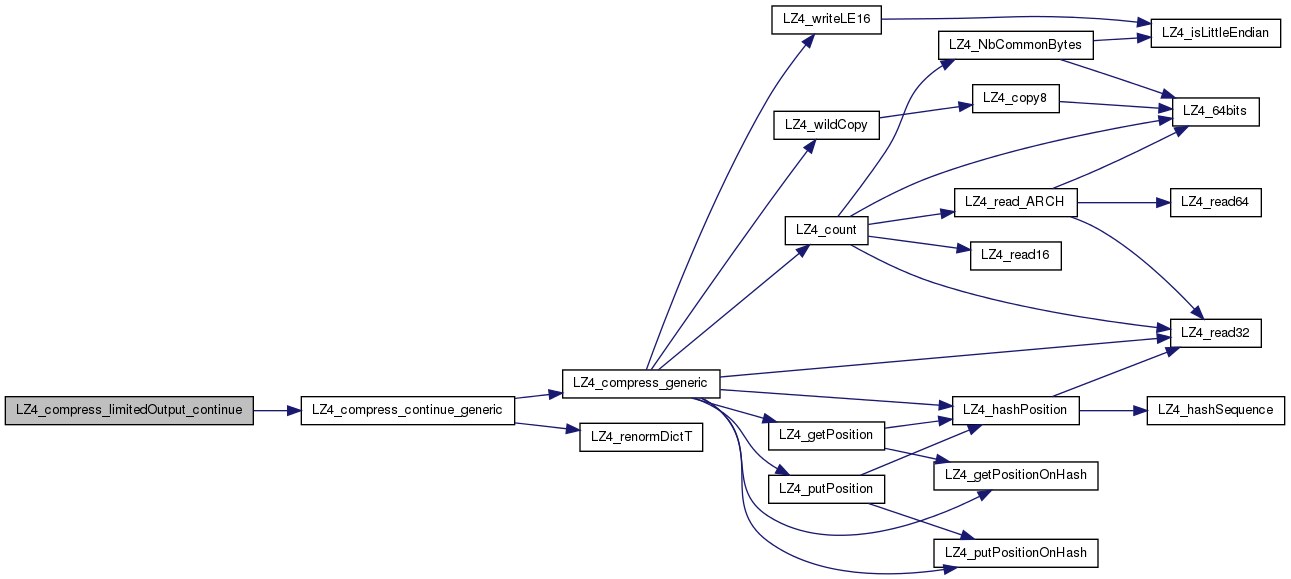 LZ4_compress_limitedOutput_continue
LZ4_compress_continue_generic
LZ4_compress_generic
LZ4_renormDictT
LZ4_writeLE16
LZ4_wildCopy
LZ4_count
LZ4_getPosition
LZ4_putPosition
LZ4_NbCommonBytes
LZ4_copy8
LZ4_read_ARCH
LZ4_read16
LZ4_hashPosition
LZ4_getPositionOnHash
LZ4_putPositionOnHash
LZ4_isLittleEndian
LZ4_64bits
LZ4_read64
LZ4_read32
LZ4_hashSequence